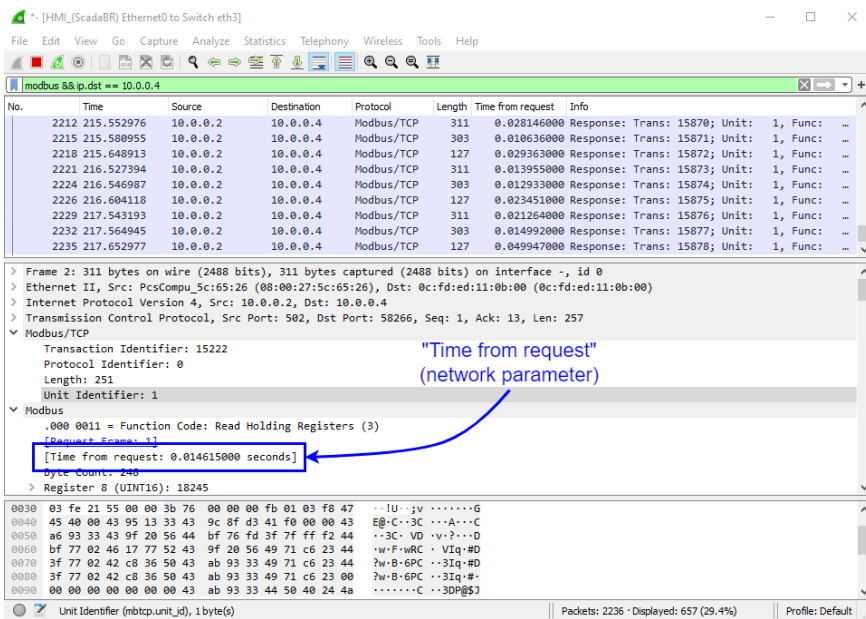 *- [HMI_(ScadaBR) Ethernet0 to Switch eth3]
File Edit View Go Capture Analyze Statistics Telephony Wireless Tools Help
modbus && ip.dst == 10.0.0.4
No. Time Source Destination Protocol Length Time from request Info
2212 215.552976 10.0.0.2 10.0.0.4 Modbus/TCP 311 0.028146000 Response: Trans: 15870; Unit: 1, Func: …
2215 215.580955 10.0.0.2 10.0.0.4 Modbus/TCP 303 0.010636000 Response: Trans: 15871; Unit: 1, Func: …
2218 215.648913 10.0.0.2 10.0.0.4 Modbus/TCP 127 0.029363000 Response: Trans: 15872; Unit: 1, Func: …
2221 216.527394 10.0.0.2 10.0.0.4 Modbus/TCP 311 0.013955000 Response: Trans: 15873; Unit: 1, Func: …
2224 216.546987 10.0.0.2 10.0.0.4 Modbus/TCP 303 0.012933000 Response: Trans: 15874; Unit: 1, Func: …
2226 216.604118 10.0.0.2 10.0.0.4 Modbus/TCP 127 0.023451000 Response: Trans: 15875; Unit: 1, Func: …
2229 217.543193 10.0.0.2 10.0.0.4 Modbus/TCP 311 0.021264000 Response: Trans: 15876; Unit: 1, Func: …
2232 217.564945 10.0.0.2 10.0.0.4 Modbus/TCP 303 0.014992000 Response: Trans: 15877; Unit: 1, Func: …
2235 217.652977 10.0.0.2 10.0.0.4 Modbus/TCP 127 0.049947000 Response: Trans: 15878; Unit: 1, Func: …
Frame 2: 311 bytes on wire (2488 bits), 311 bytes captured (2488 bits) on interface -, id 0
Ethernet II, Src: PcsCompu_5c:65:26 (08:00:27:5c:65:26), Dst: 0c:fd:ed:11:0b:00 (0c:fd:ed:11:0b:00)
Internet Protocol Version 4, Src: 10.0.0.2, Dst: 10.0.0.4
Transmission Control Protocol, Src Port: 502, Dst Port: 58266, Seq: 1, Ack: 13, Len: 257
Modbus/TCP
Transaction Identifier: 15222
Protocol Identifier: 0
Length: 251
Unit Identifier: 1
"Time from request"
(network parameter)
Modbus
.000 0011 = Function Code: Read Holding Registers (3)
[Request Frame: 1]
[Time from request: 0.014615000 seconds]
Byte Count: 248
Register 8 (UINT16): 18245
0030 03 fe 21 55 00 00 3b 76 00 00 00 fb 01 03 f8 47 ··!U··;v ·······G
0040 45 40 00 43 95 13 33 43 9c 8f d3 41 f0 00 00 43 E@·C··3C ···A···C
0050 a6 93 33 43 9f 20 56 44 bf 76 fd 3f 7f ff f2 44 ··3C· VD ·v·?···D
0060 bf 77 02 46 17 77 52 43 9f 20 56 49 71 c6 23 44 ·w·F·wRC · VIq·#D
0070 3f 77 02 42 c8 36 50 43 ab 93 33 49 71 c6 23 44 ?w·B·6PC ··3Iq·#D
0080 3f 77 02 42 c8 36 50 43 ab 93 33 49 71 c6 23 00 ?w·B·6PC ··3Iq·#·
0090 00 00 00 00 00 00 43 ab 93 33 44 50 40 24 4a ·······C ··3DP@$J
Unit Identifier (mbtcp.unit_id), 1 byte(s) Packets: 2236 · Displayed: 657 (29.4%) Profile: Default